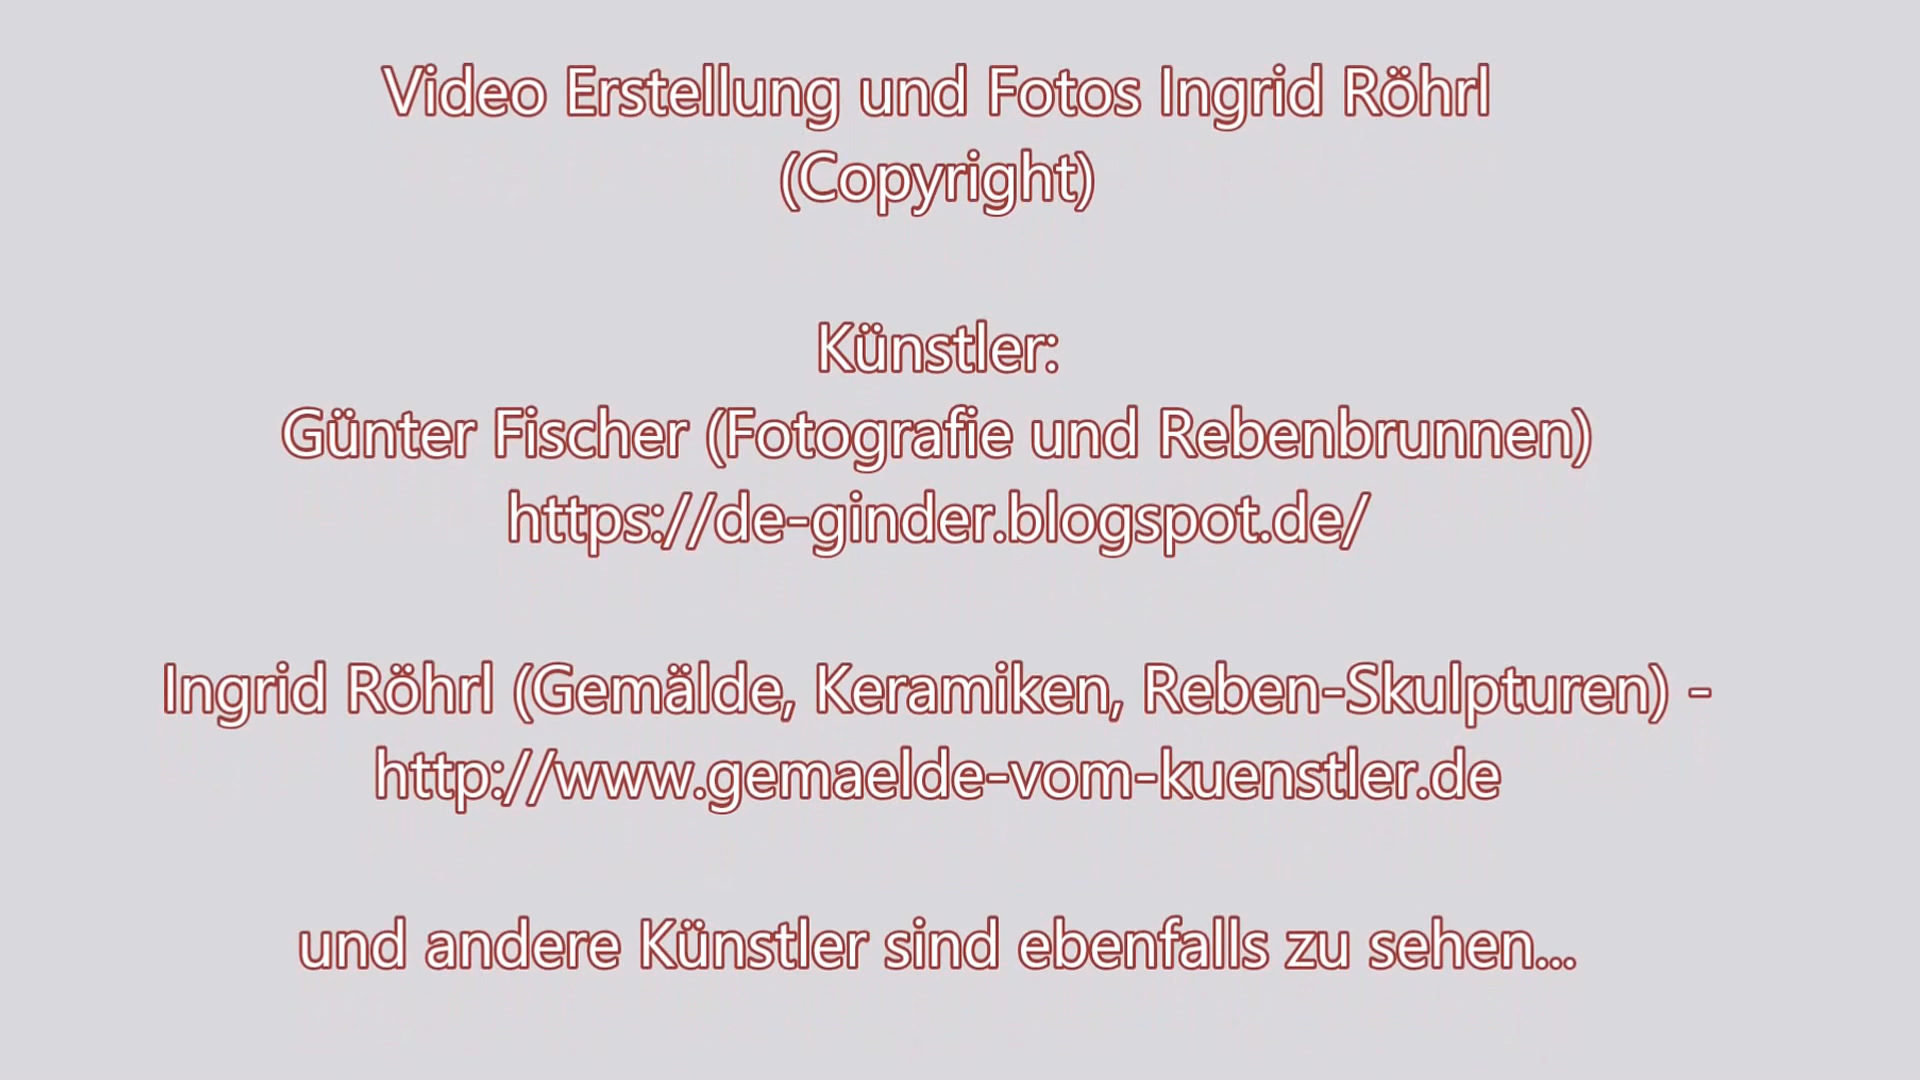 Video Erstellung und Fotos Ingrid Röhrl
(Copyright)
Künstler:
Günter Fischer (Fotografie und Rebenbrunnen)
https://de-ginder.blogspot.de/
Ingrid Röhrl (Gemälde, Keramiken, Reben-Skulpturen) -
http://www.gemaelde-vom-kuenstler.de
und andere Künstler sind ebenfalls zu sehen...